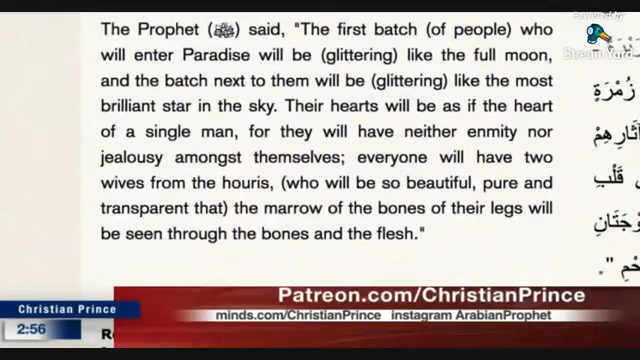 Powered by
StreamYard
The Prophet (ﷺ) said, "The first batch (of people) who
will enter Paradise will be (glittering) like the full moon,
and the batch next to them will be (glittering) like the most
brilliant star in the sky. Their hearts will be as if the heart
of a single man, for they will have neither enmity nor
jealousy amongst themselves; everyone will have two
wives from the houris, (who will be so beautiful, pure and
transparent that) the marrow of the bones of their legs will
be seen through the bones and the flesh."
زُمْرَةٍ
آثَارِهِمْ
قَلْبِ
وْجَتَانِ
حْمِ ".
Patreon.com/ChristianPrince
Christian Prince
minds.com/ChristianPrince instagram ArabianProphet
2:56